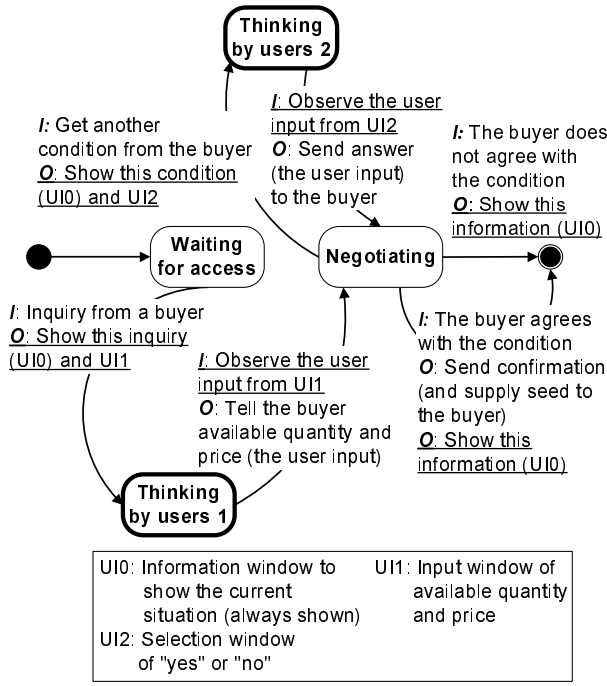 Thinking
by users 2
I: Get another
condition from the buyer
O: Show this condition
(UI0) and UI2
I: Observe the user
input from UI2
O: Send answer
(the user input)
to the buyer
I: The buyer does
not agree with
the condition
O: Show this
information (UI0)
Waiting
for access
Negotiating
I: Inquiry from a buyer
O: Show this inquiry
(UI0) and UI1
I: Observe the user
input from UI1
O: Tell the buyer
available quantity and
price (the user input)
I: The buyer agrees
with the condition
O: Send confirmation
(and supply seed to
the buyer)
O: Show this
information (UI0)
Thinking
by users 1
UI0: Information window to
show the current
situation (always shown)
UI2: Selection window
of "yes" or "no"
UI1: Input window of
available quantity
and price